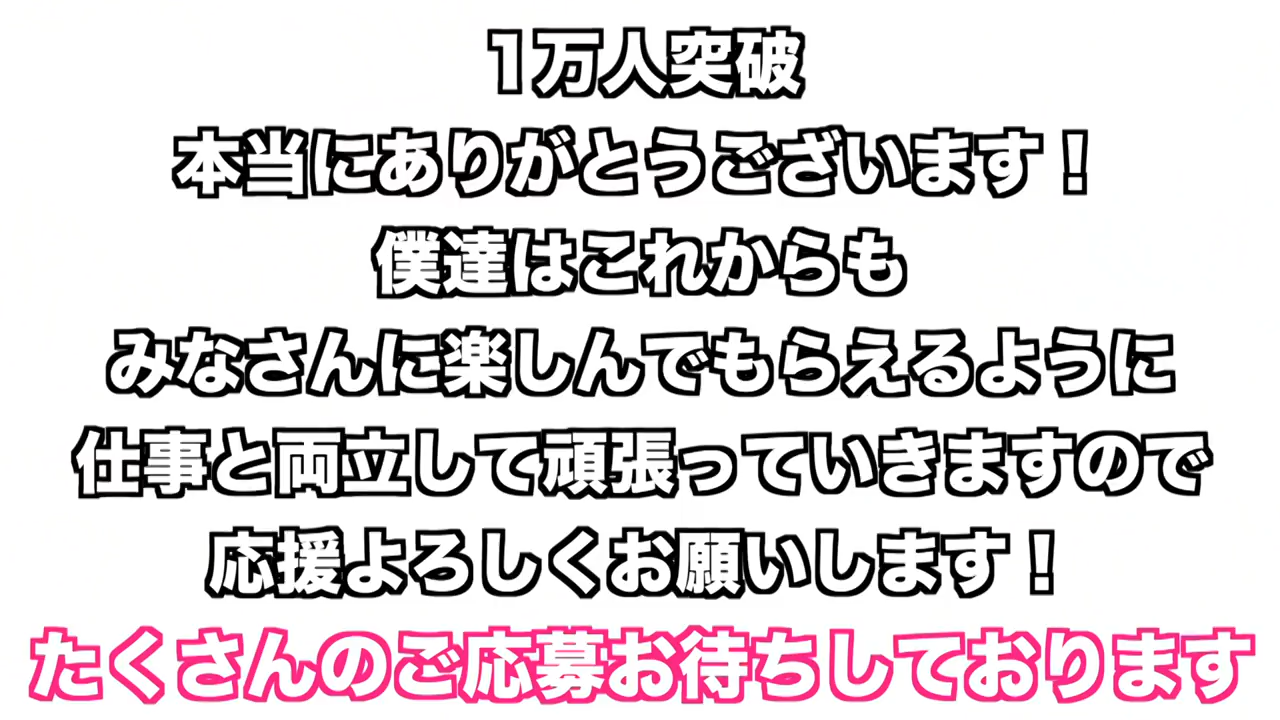 1万人突破
本当にありがとうございます！
僕達はこれからも
みなさんに楽しんでもらえるように
仕事と両立して頑張っていきますので
応援よろしくお願いします！
たくさんのご応募お待ちしております